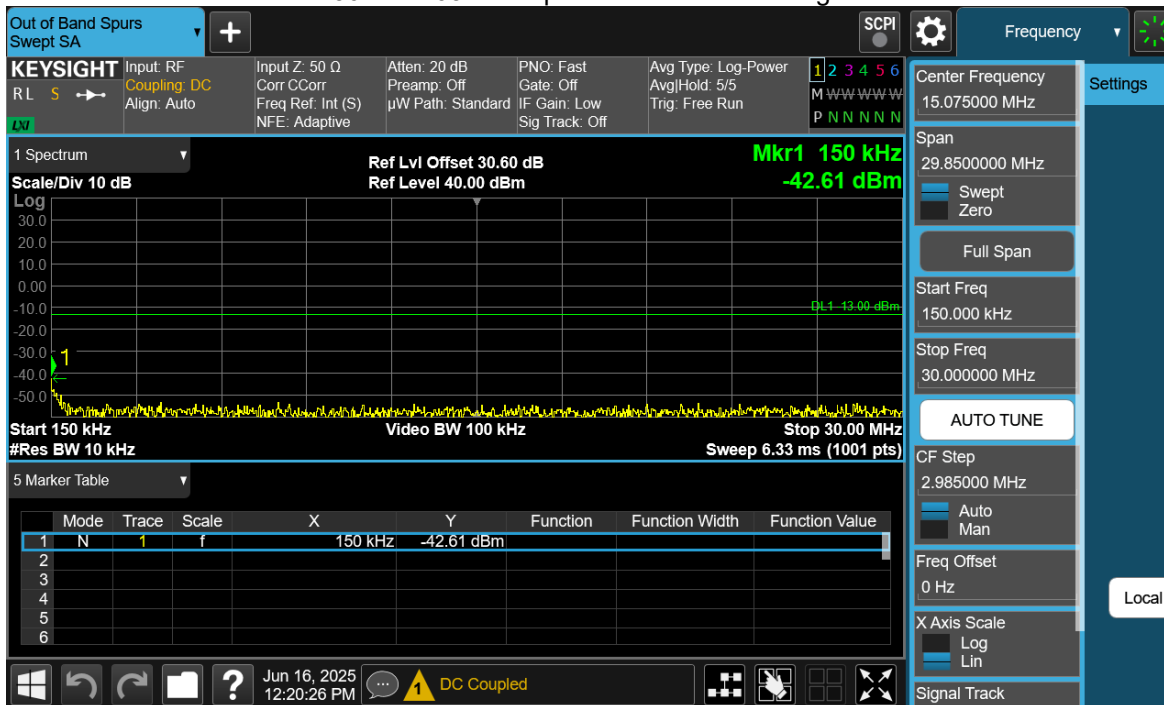 Out of Band Spurs
Swept SA
+
SCPI
Frequency
KEYSIGHT
RL S
LXI
Input: RF
Coupling: DC
Align: Auto
Input Z: 50 Ω
Corr CCorr
Freq Ref: Int (S)
NFE: Adaptive
Atten: 20 dB
Preamp: Off
µW Path: Standard
PNO: Fast
Gate: Off
IF Gain: Low
Sig Track: Off
Avg Type: Log-Power
Avg|Hold: 5/5
Trig: Free Run
1 2 3 4 5 6
M W W W W W
P N N N N N
1 Spectrum
Scale/Div 10 dB
Ref Lvl Offset 30.60 dB
Ref Level 40.00 dBm
Mkr1 150 kHz
-42.61 dBm
Log
30.0
20.0
10.0
0.00
-10.0
-20.0
-30.0
-40.0
-50.0
DL1 -13.00 dBm
1
Start 150 kHz
Video BW 100 kHz
Stop 30.00 MHz
#Res BW 10 kHz
Sweep 6.33 ms (1001 pts)
5 Marker Table
Mode Trace Scale X Y Function Function Width Function Value
1 N 1 f 150 kHz -42.61 dBm
2
3
4
5
6
?
Jun 16, 2025
12:20:26 PM
1
DC Coupled
Center Frequency
15.075000 MHz
Span
29.8500000 MHz
Swept
Zero
Full Span
Start Freq
150.000 kHz
Stop Freq
30.000000 MHz
AUTO TUNE
CF Step
2.985000 MHz
Auto
Man
Freq Offset
0 Hz
X Axis Scale
Log
Lin
Signal Track
Settings
Local